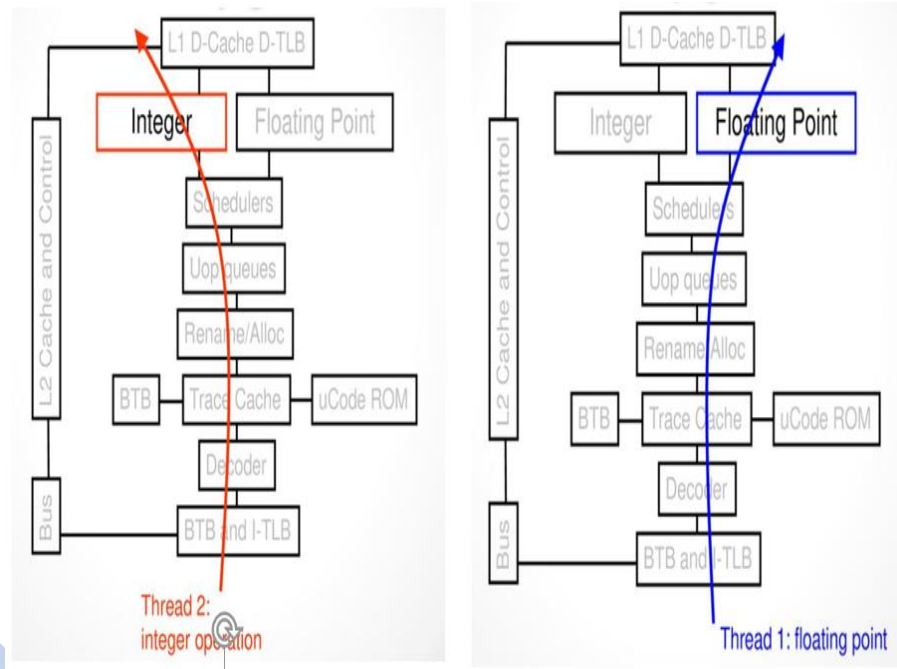 L1 D-Cache D-TLB
Integer
Floating Point
L2 Cache and Control
Schedulers
Uop queues
Rename/Alloc
BTB
Trace Cache
uCode ROM
Decoder
Bus
BTB and I-TLB
Thread 2:
integer operation
L1 D-Cache D-TLB
Integer
Floating Point
L2 Cache and Control
Schedulers
Uop queues
Rename/Alloc
BTB
Trace Cache
uCode ROM
Decoder
Bus
BTB and I-TLB
Thread 1: floating point